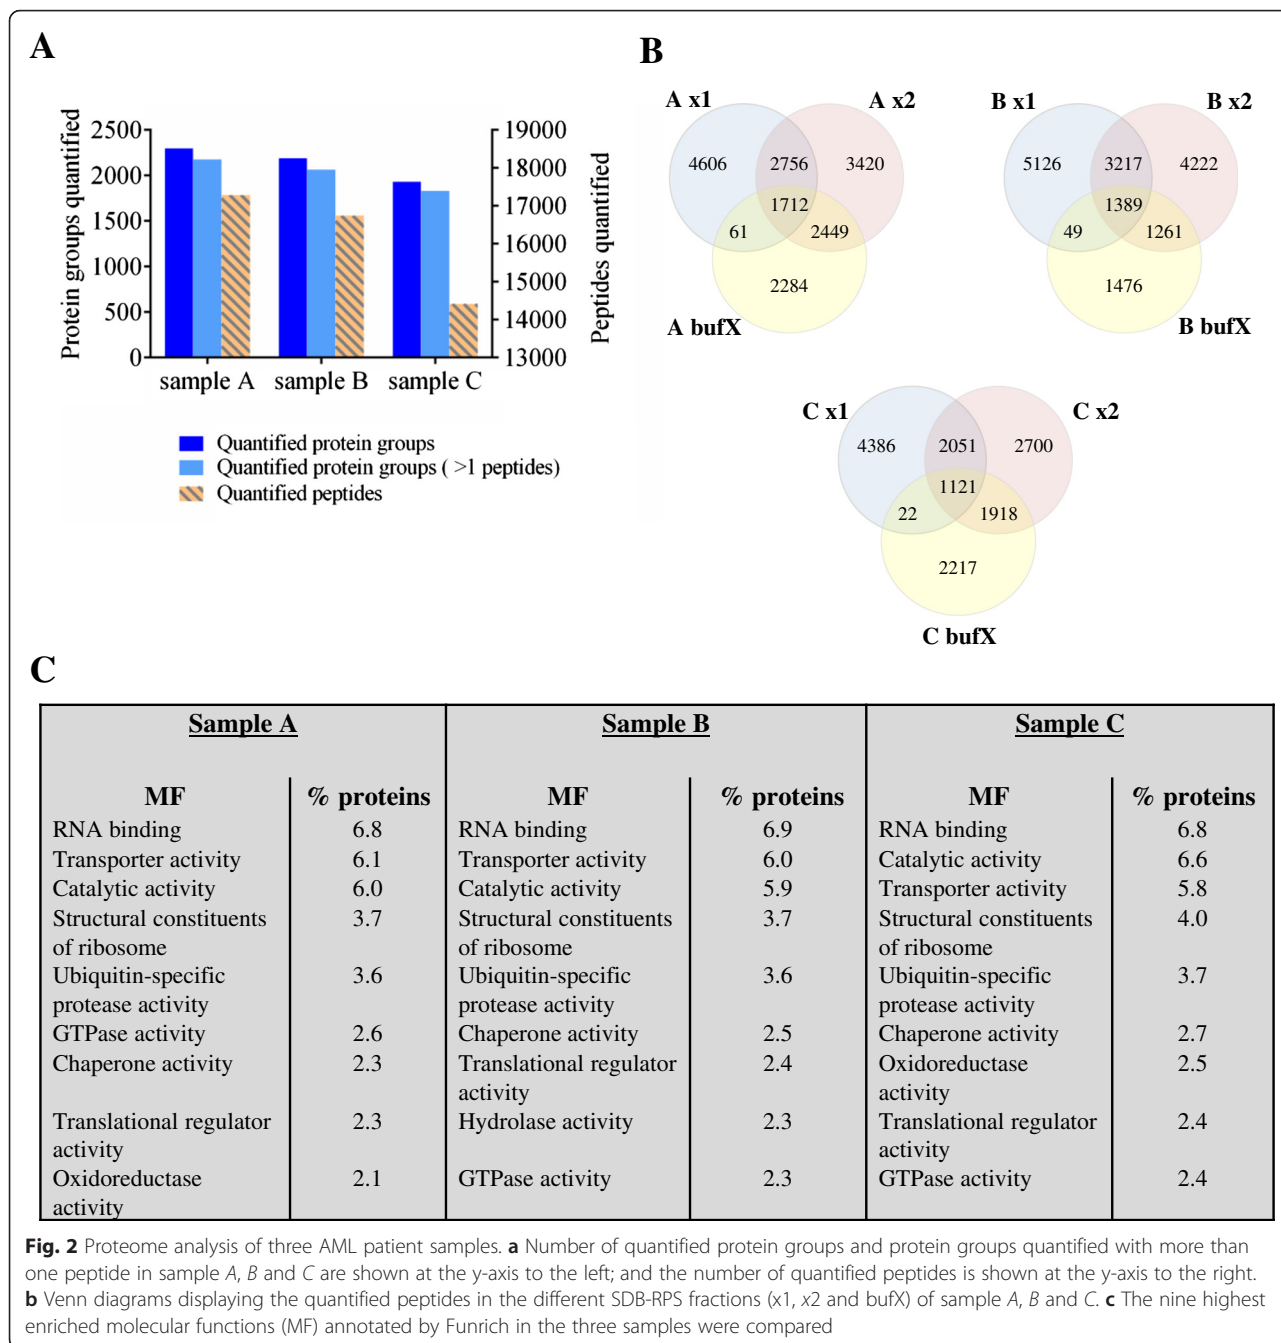 A
2500
2000
1500
1000
500
0
Protein groups quantified
19000
18000
17000
16000
15000
14000
13000
Peptides quantified
sample A sample B sample C
Quantified protein groups
Quantified protein groups ( >1 peptides)
Quantified peptides
B
A x1 A x2
4606 2756 3420
1712
61 2449
2284
A bufX
B x1 B x2
5126 3217 4222
1389
49 1261
1476
B bufX
C x1 C x2
4386 2051 2700
1121
22 1918
2217
C bufX
C
Sample A
MF % proteins
RNA binding 6.8
Transporter activity 6.1
Catalytic activity 6.0
Structural constituents 3.7
of ribosome
Ubiquitin-specific 3.6
protease activity
GTPase activity 2.6
Chaperone activity 2.3
Translational regulator 2.3
activity
Oxidoreductase 2.1
activity
Sample B
MF % proteins
RNA binding 6.9
Transporter activity 6.0
Catalytic activity 5.9
Structural constituents 3.7
of ribosome
Ubiquitin-specific 3.6
protease activity
Chaperone activity 2.5
Translational regulator 2.4
activity
Hydrolase activity 2.3
GTPase activity 2.3
Sample C
MF % proteins
RNA binding 6.8
Catalytic activity 6.6
Transporter activity 5.8
Structural constituents 4.0
of ribosome
Ubiquitin-specific 3.7
protease activity
Chaperone activity 2.7
Oxidoreductase 2.5
activity
Translational regulator 2.4
activity
GTPase activity 2.4
Fig. 2 Proteome analysis of three AML patient samples. a Number of quantified protein groups and protein groups quantified with more than
one peptide in sample A, B and C are shown at the y-axis to the left; and the number of quantified peptides is shown at the y-axis to the right.
b Venn diagrams displaying the quantified peptides in the different SDB-RPS fractions (x1, x2 and bufX) of sample A, B and C. c The nine highest
enriched molecular functions (MF) annotated by Funrich in the three samples were compared